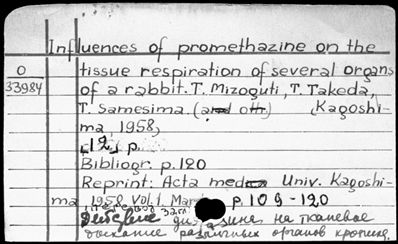 Influences of promethazine on the
О
33984
tissue respiration of several organs
of a rabbit. T. Mizoguti, T. Takeda,
T. Samesima. (and oth) (Kagoshi-
ma, 1958,
12 p.
Bibliogr. p. 120
Reprint: Acta med. Univ. Kagoshi-
ma 1958, Vol. 1. p. 109-120
Действие на тканевое
дыхание различных органов кролика.